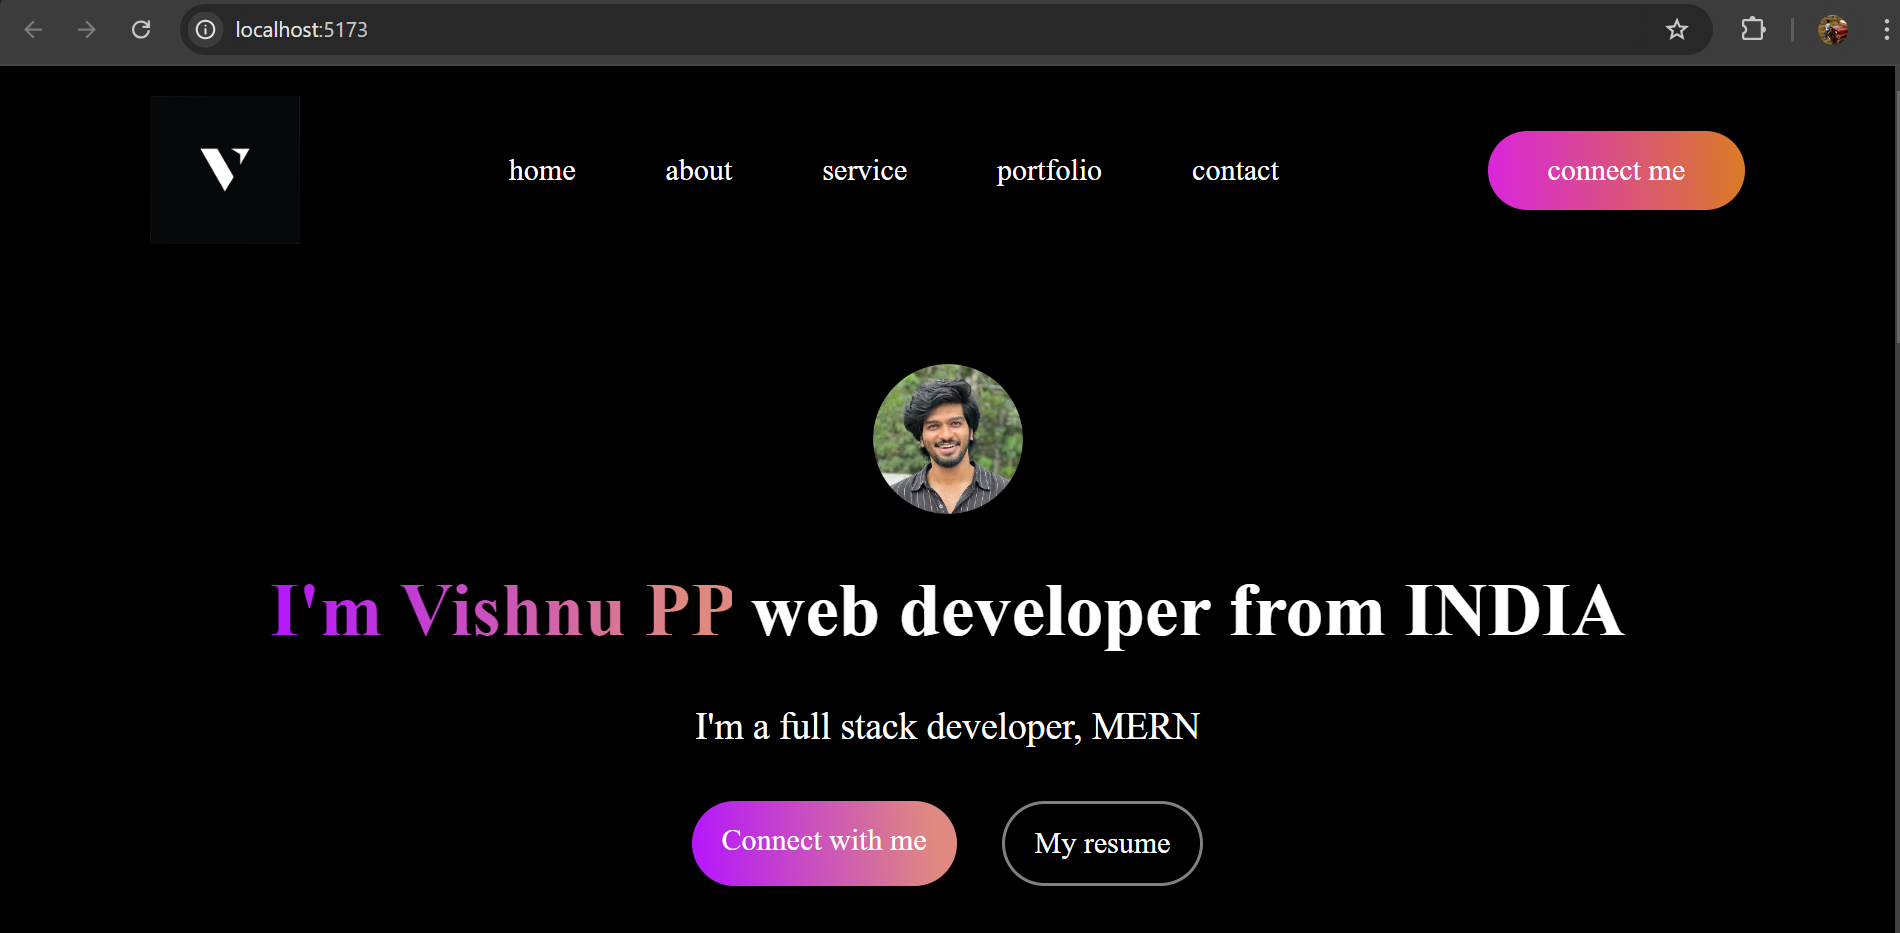 localhost:5173
V
home about service portfolio contact connect me
I'm Vishnu PP web developer from INDIA
I'm a full stack developer, MERN
Connect with me My resume